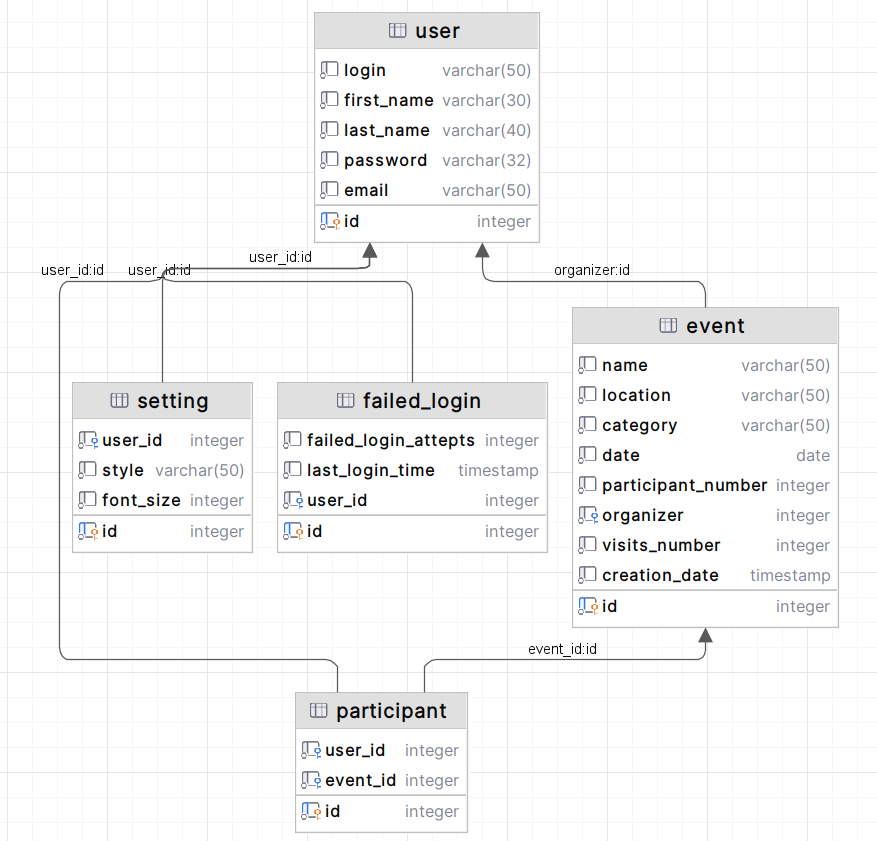 user
login varchar(50)
first_name varchar(30)
last_name varchar(40)
password varchar(32)
email varchar(50)
id integer
user_id:id
user_id:id
user_id:id
organizer:id
event
name varchar(50)
location varchar(50)
category varchar(50)
date date
participant_number integer
organizer integer
visits_number integer
creation_date timestamp
id integer
setting
user_id integer
style varchar(50)
font_size integer
id integer
failed_login
failed_login_attepts integer
last_login_time timestamp
user_id integer
id integer
event_id:id
participant
user_id integer
event_id integer
id integer